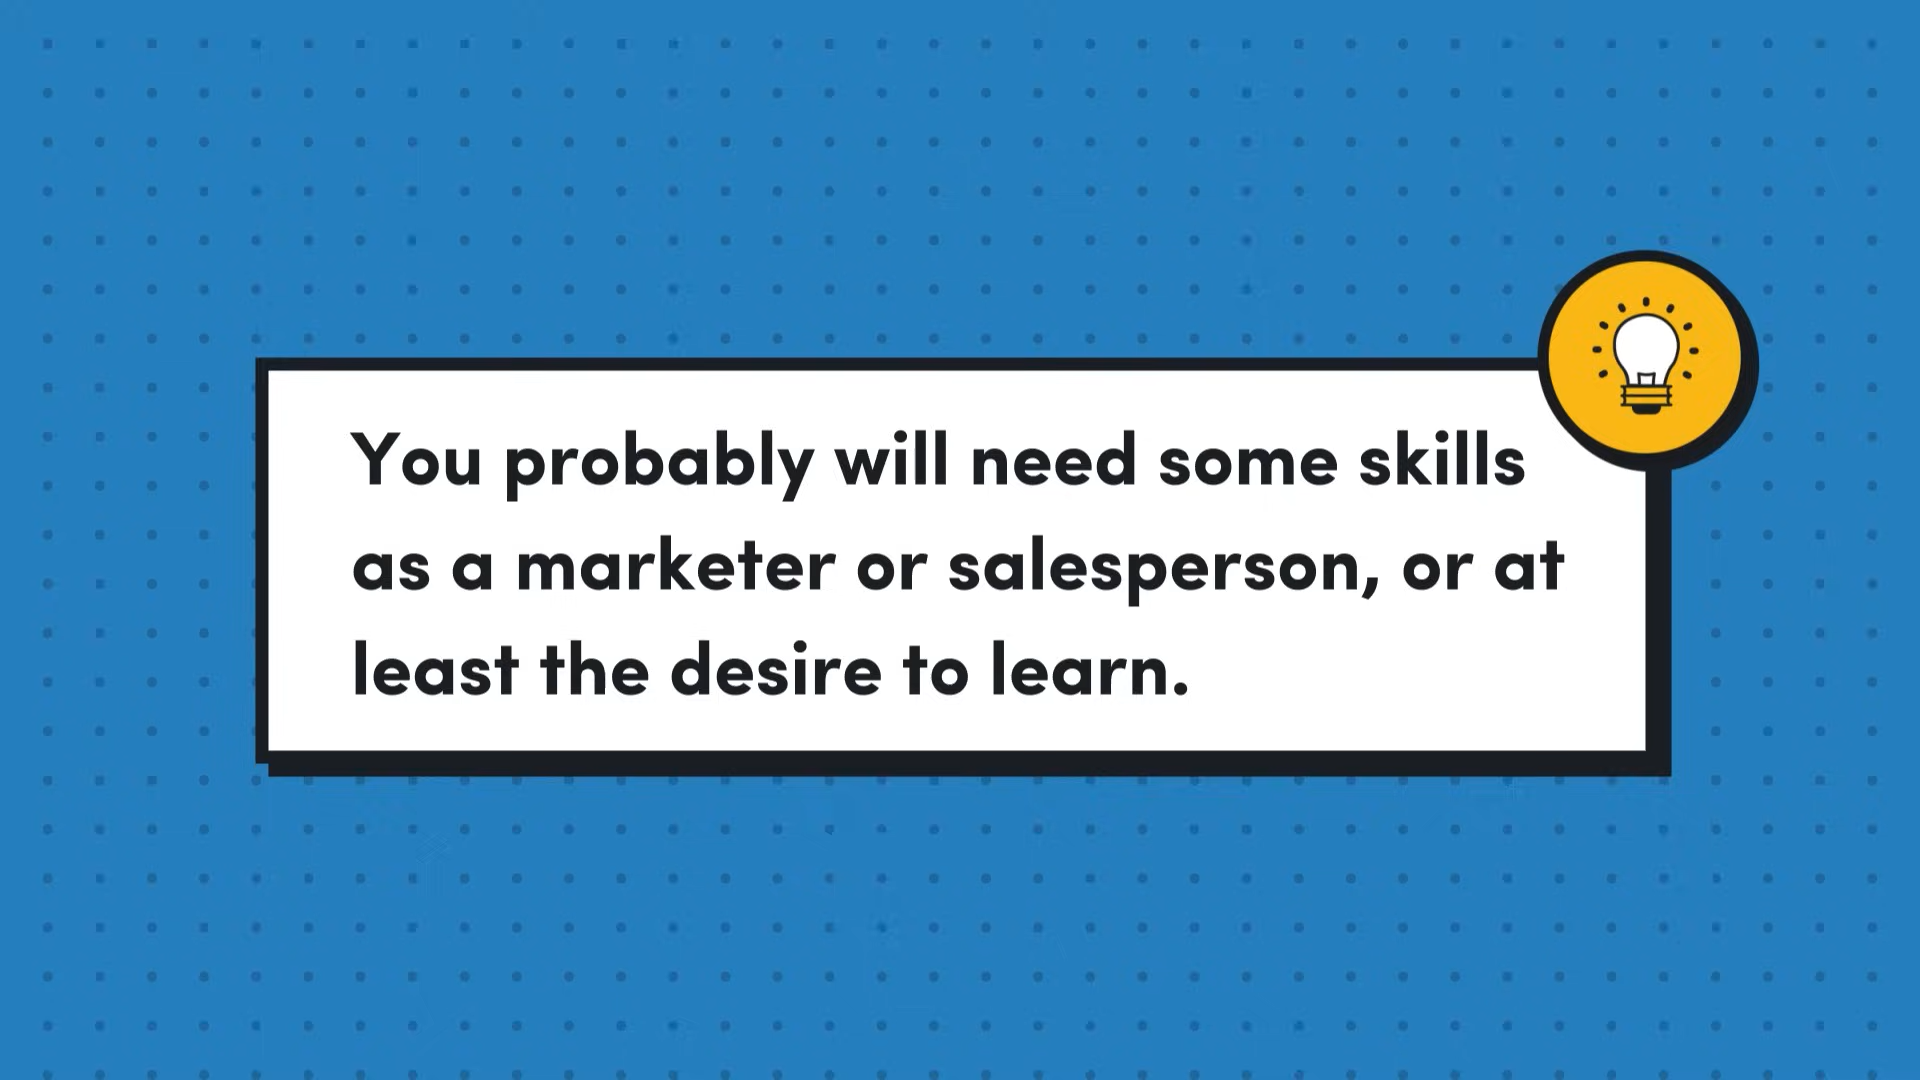 You probably will need some skills
as a marketer or salesperson, or at
least the desire to learn.